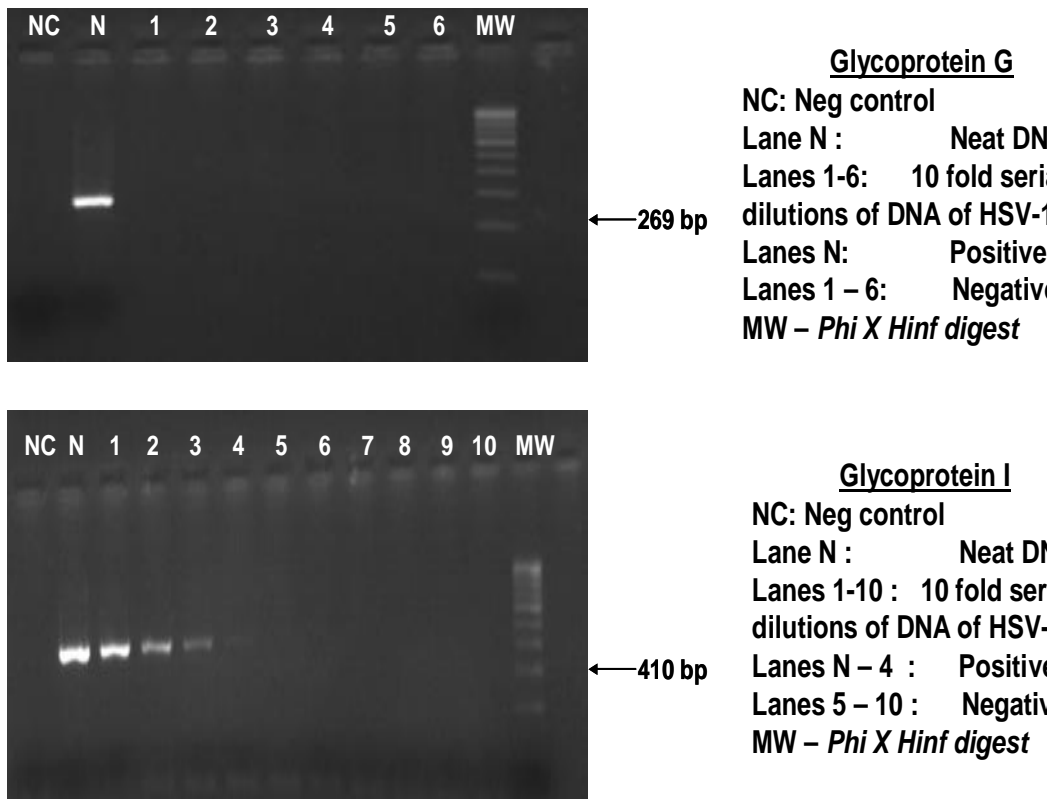 NC N 1 2 3 4 5 6 MW
269 bp
Glycoprotein G
NC: Neg control
Lane N : Neat DN
Lanes 1-6: 10 fold seria
dilutions of DNA of HSV-1
Lanes N: Positive
Lanes 1 – 6: Negative
MW – Phi X Hinf digest
NC N 1 2 3 4 5 6 7 8 9 10 MW
410 bp
Glycoprotein I
NC: Neg control
Lane N : Neat DN
Lanes 1-10 : 10 fold ser
dilutions of DNA of HSV-
Lanes N – 4 : Positive
Lanes 5 – 10 : Negativ
MW – Phi X Hinf digest